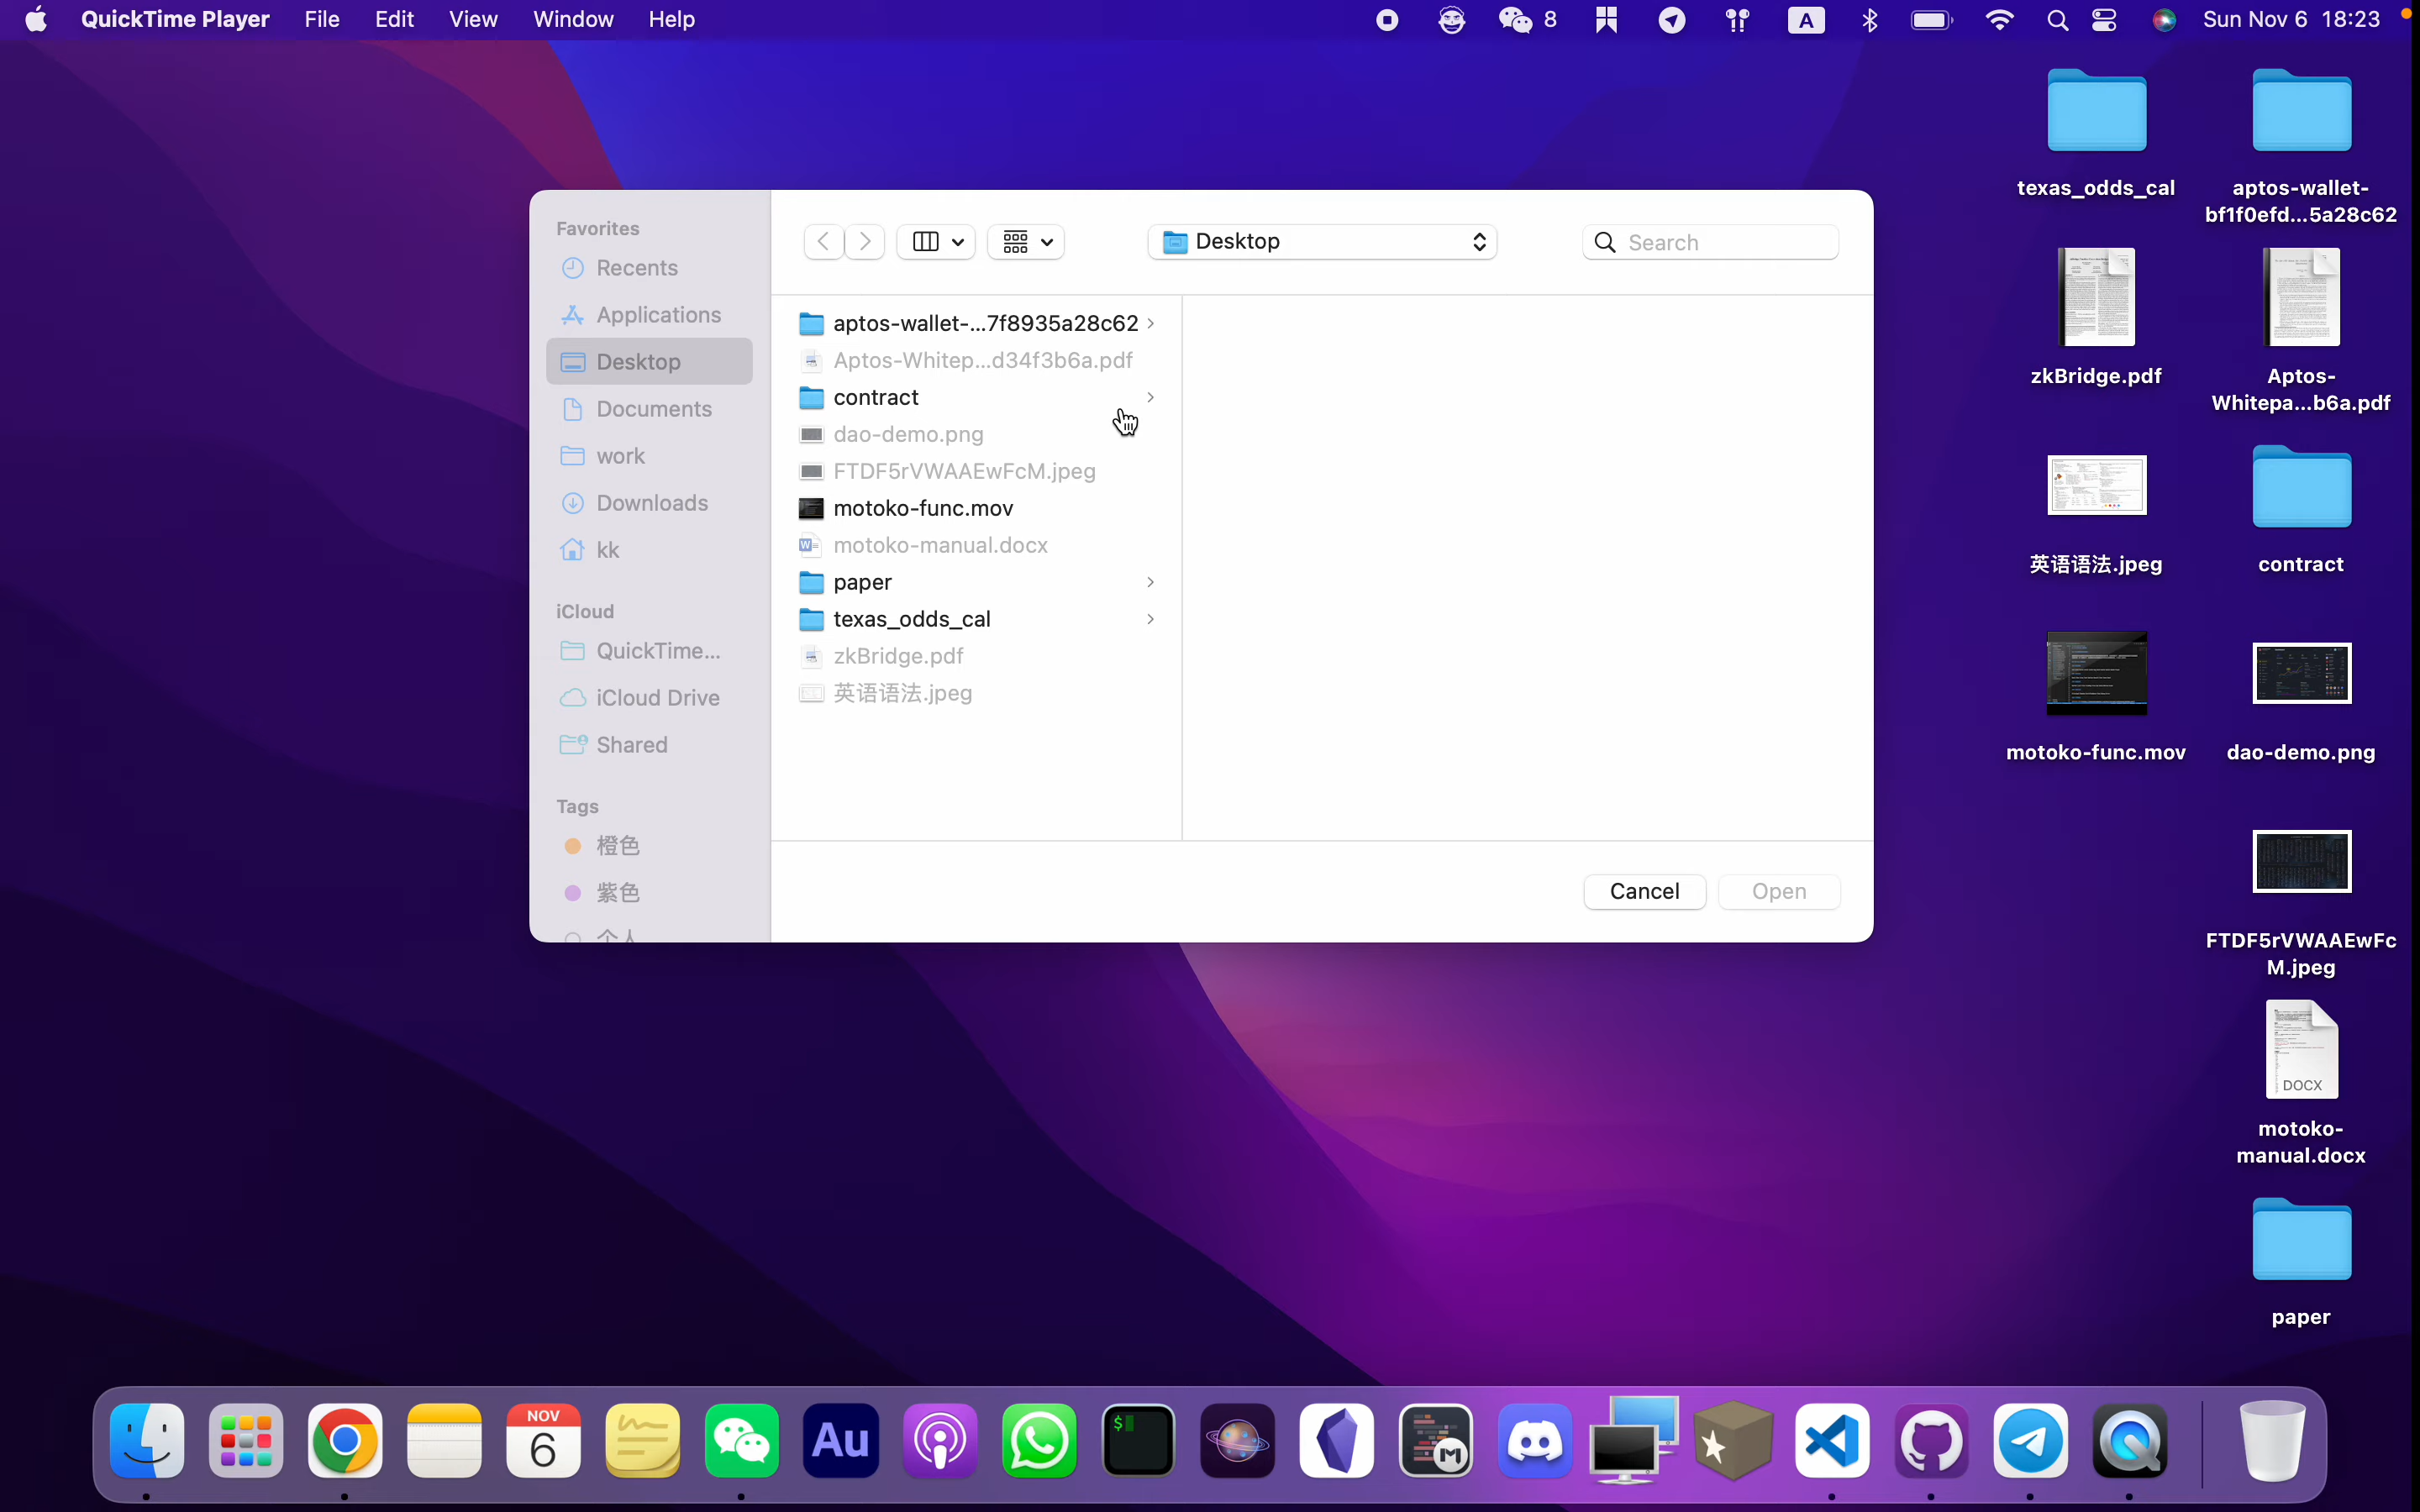 QuickTime Player File Edit View Window Help 8 A Sun Nov 6 18:23
Favorites
Recents
Applications
Desktop
Documents
work
Downloads
kk
iCloud
QuickTime...
iCloud Drive
Shared
Tags
橙色
紫色
个人
Desktop
Search
aptos-wallet-...7f8935a28c62
Aptos-Whitep...d34f3b6a.pdf
contract
dao-demo.png
FTDF5rVWAAEwFcM.jpeg
motoko-func.mov
motoko-manual.docx
paper
texas_odds_cal
zkBridge.pdf
英语语法.jpeg
Cancel Open
texas_odds_cal
aptos-wallet-
bf1f0efd...5a28c62
zkBridge.pdf
Aptos-
Whitepa...b6a.pdf
英语语法.jpeg
contract
motoko-func.mov
dao-demo.png
FTDF5rVWAAEwFc
M.jpeg
DOCX
motoko-
manual.docx
paper
NOV
6
Au
$
M